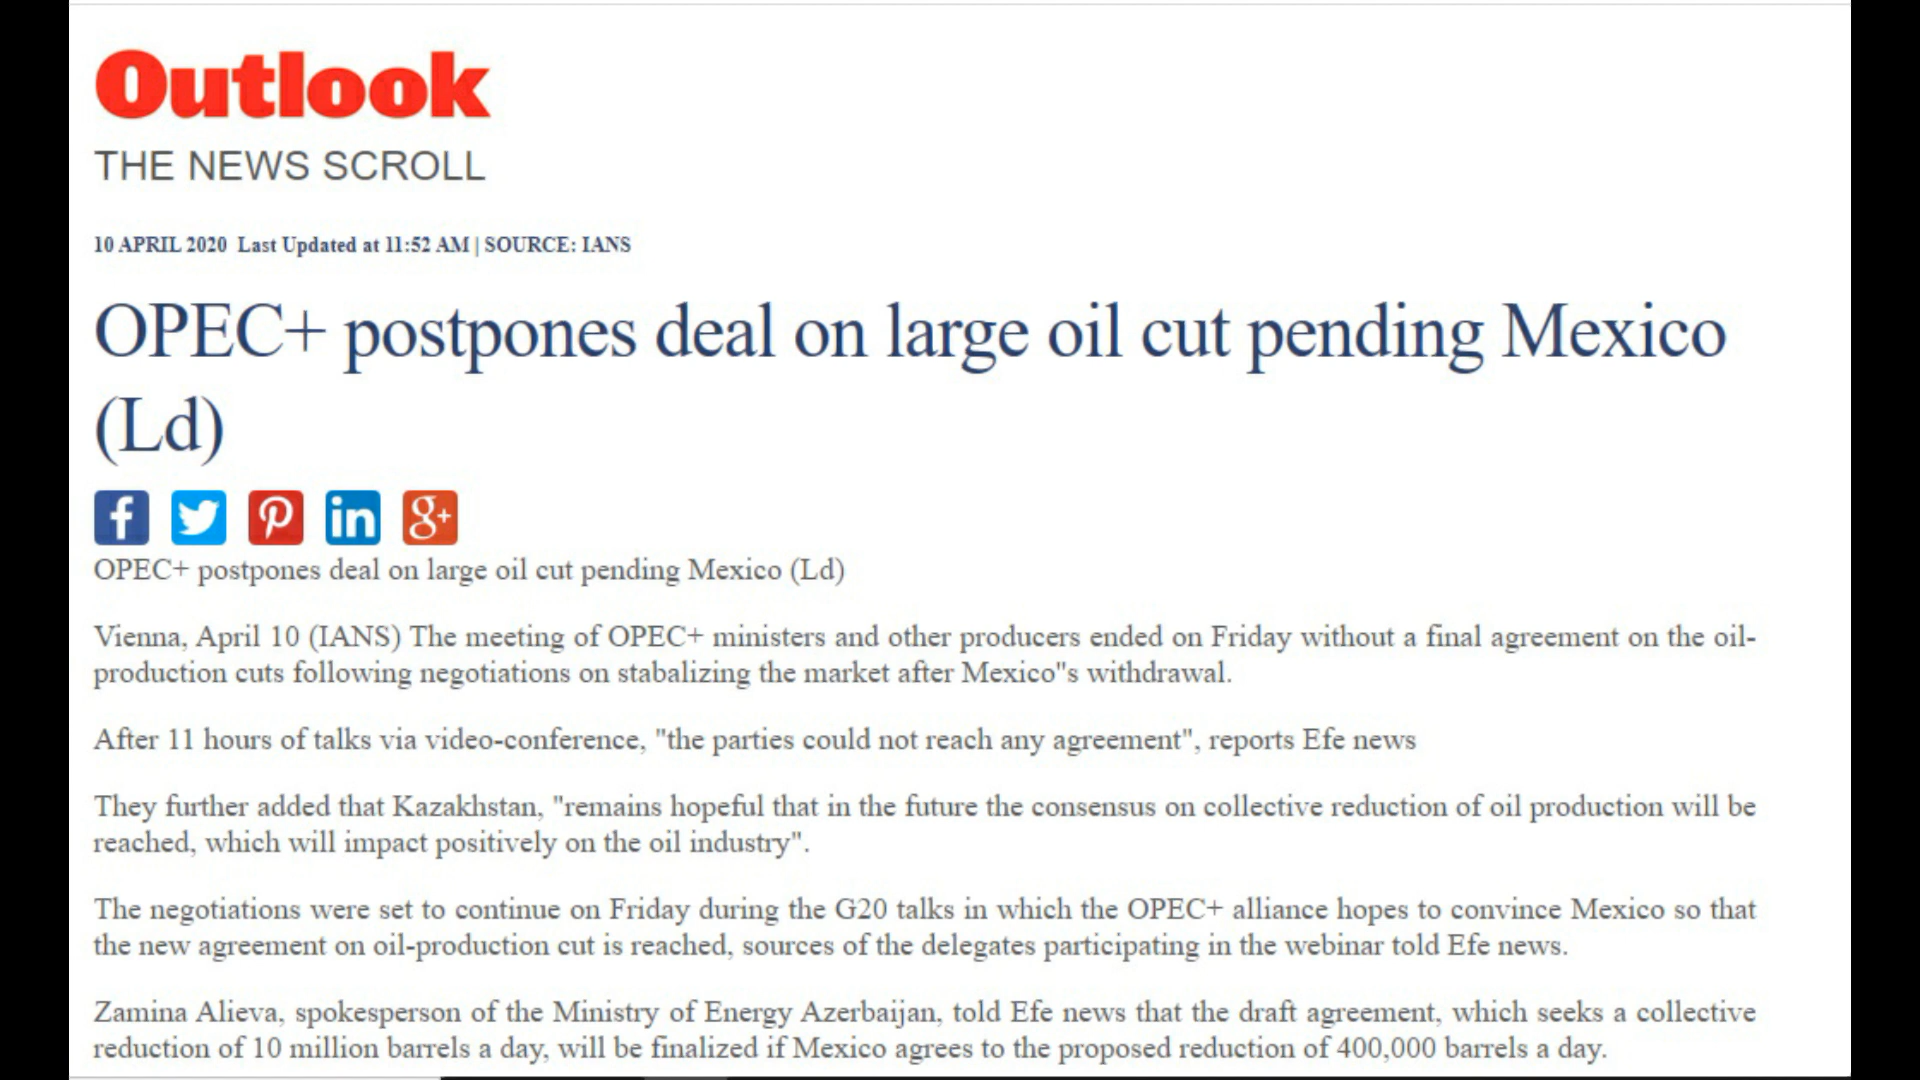 Outlook
THE NEWS SCROLL
10 APRIL 2020 Last Updated at 11:52 AM | SOURCE: IANS
OPEC+ postpones deal on large oil cut pending Mexico
(Ld)
f in g+
OPEC+ postpones deal on large oil cut pending Mexico (Ld)
Vienna, April 10 (IANS) The meeting of OPEC+ ministers and other producers ended on Friday without a final agreement on the oil-
production cuts following negotiations on stabalizing the market after Mexico"s withdrawal.
After 11 hours of talks via video-conference, "the parties could not reach any agreement", reports Efe news
They further added that Kazakhstan, "remains hopeful that in the future the consensus on collective reduction of oil production will be
reached, which will impact positively on the oil industry".
The negotiations were set to continue on Friday during the G20 talks in which the OPEC+ alliance hopes to convince Mexico so that
the new agreement on oil-production cut is reached, sources of the delegates participating in the webinar told Efe news.
Zamina Alieva, spokesperson of the Ministry of Energy Azerbaijan, told Efe news that the draft agreement, which seeks a collective
reduction of 10 million barrels a day, will be finalized if Mexico agrees to the proposed reduction of 400,000 barrels a day.